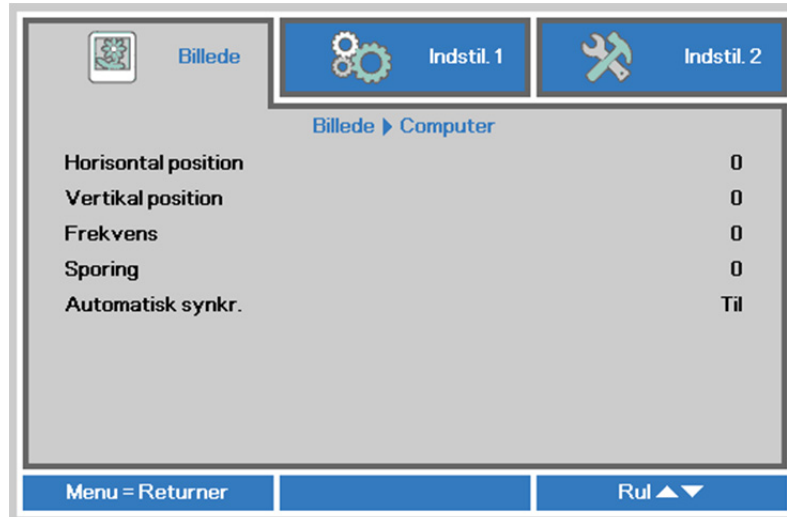 Billede Indstil. 1 Indstil. 2
Billede ▶ Computer
Horisontal position 0
Vertikal position 0
Frekvens 0
Sporing 0
Automatisk synkr. Til
Menu = Returner Rul ▲▼